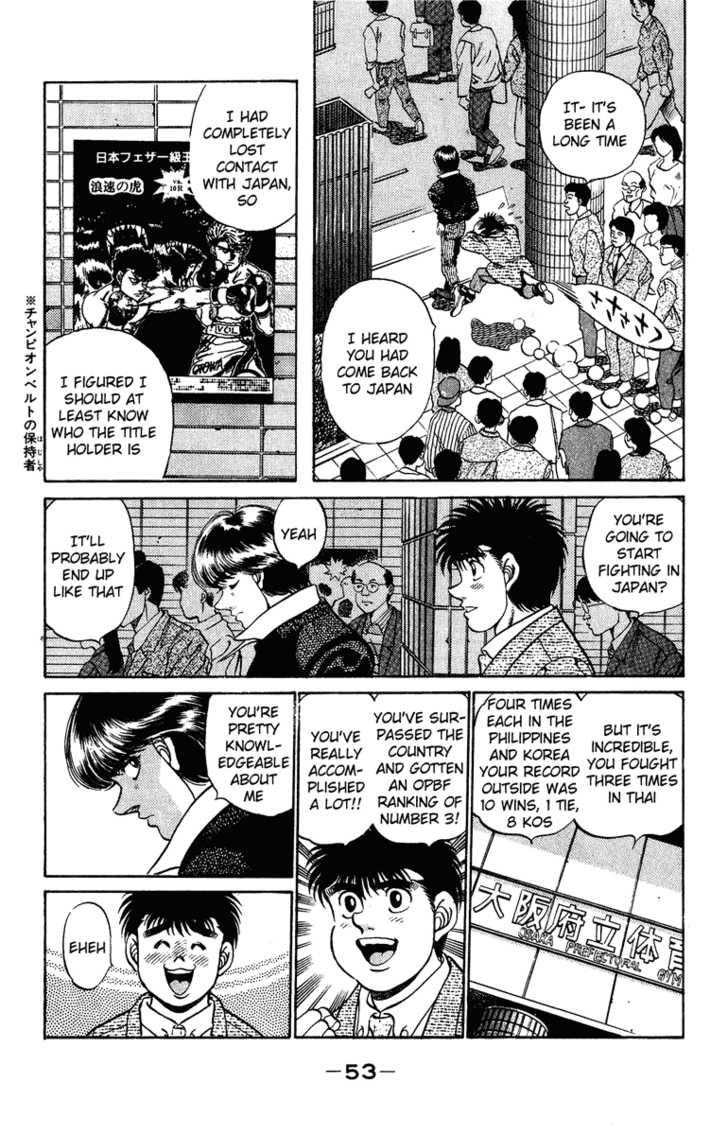 IT- IT'S
BEEN A
LONG TIME
I HEARD
YOU HAD
COME BACK
TO JAPAN
I HAD
COMPLETELY
LOST
CONTACT
WITH JAPAN,
SO
日本フェザー級王
浪速の虎
I FIGURED I
SHOULD AT
LEAST KNOW
WHO THE TITLE
HOLDER IS
※チャンピオンベルトの保持者
ほじしゃ
YOU'RE
GOING TO
START
FIGHTING IN
JAPAN?
YEAH
IT'LL
PROBABLY
END UP
LIKE THAT
BUT IT'S
INCREDIBLE,
YOU FOUGHT
THREE TIMES
IN THAI
FOUR TIMES
EACH IN THE
PHILIPPINES
AND KOREA
YOUR RECORD
OUTSIDE WAS
10 WINS, 1 TIE,
8 KOS
大阪府立体育
OSAKA PREFECTORAL GYM
YOU'VE SUR-
PASSED THE
COUNTRY
AND GOTTEN
AN OPBF
RANKING OF
NUMBER 3!
YOU'VE
REALLY
ACCOM-
PLISHED
A LOT!!
YOU'RE
PRETTY
KNOWL-
EDGEABLE
ABOUT
ME
EHEH
—53—